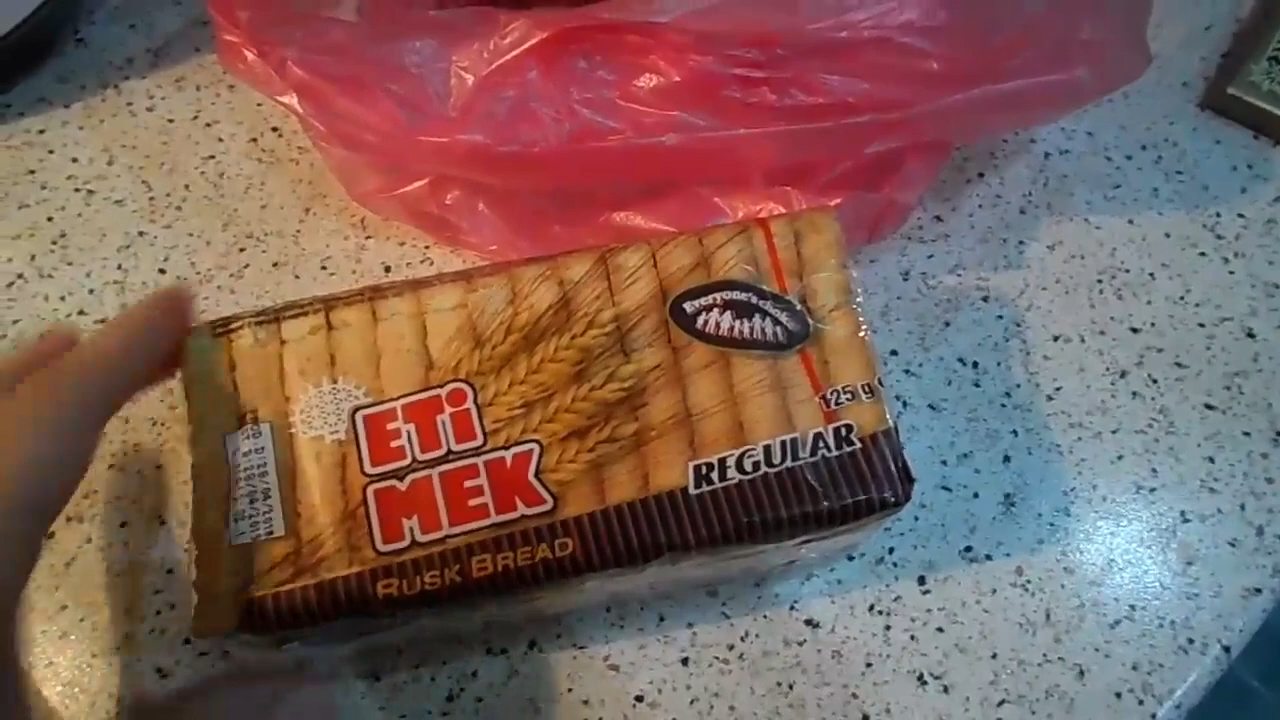 Everyone's choice
125 g
ETi
MEK
REGULAR
RUSK BREAD